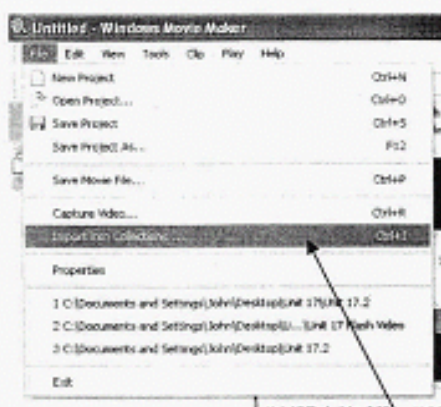 Untitled - Windows Movie Maker
File Edit View Tools Clip Play Help
New Project Ctrl+N
Open Project... Ctrl+O
Save Project Ctrl+S
Save Project As... F12
Save Movie File... Ctrl+P
Capture Video... Ctrl+R
Import into Collections ... Ctrl+I
Properties
1 C:\Documents and Settings\John\Desktop\Unit 17\Unit 17.2
2 C:\Documents and Settings\John\Desktop\U...\Unit 17 Flash Video
3 C:\Documents and Settings\John\Desktop\Unit 17.2
Exit